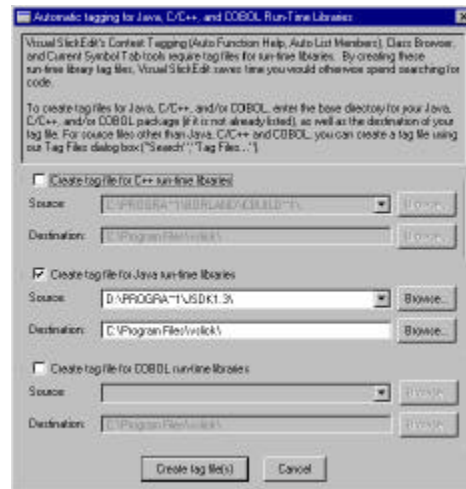 Automatic tagging for Java, C/C++, and COBOL Run-Time Libraries
Visual SlickEdit's Context Tagging (Auto Function Help, Auto List Members), Class Browser,
and Current Symbol Tab tools require tag files for run-time libraries. By creating these
run-time library tag files, Visual SlickEdit saves time you would otherwise spend searching for
code.
To create tag files for Java, C/C++, and/or COBOL, enter the base directory for your Java,
C/C++, and/or COBOL package (if it is not already listed), as well as the destination of your
tag file. For source files other than Java, C/C++ and COBOL, you can create a tag file using
our Tag Files dialog box ("Search","Tag Files...").
Create tag file for C++ run-time libraries
Source: C:\PROGRA~1\BORLAND\CBUILD~1\
Browse...
Destination: C:\Program Files\vslick\
Browse...
Create tag file for Java run-time libraries
Source: D:\PROGRA~1\JSDK1.3\
Browse...
Destination: C:\Program Files\vslick\
Browse...
Create tag file for COBOL run-time libraries
Source:
Browse...
Destination: C:\Program Files\vslick\
Browse...
Create tag file(s) Cancel